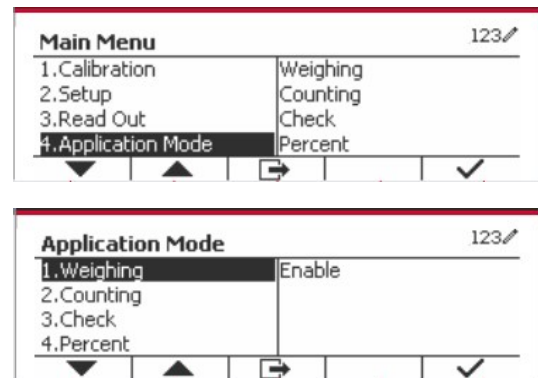 Main Menu 123
1.Calibration Weighing
2.Setup Counting
3.Read Out Check
4.Application Mode Percent
Application Mode 123
1.Weighing Enable
2.Counting
3.Check
4.Percent